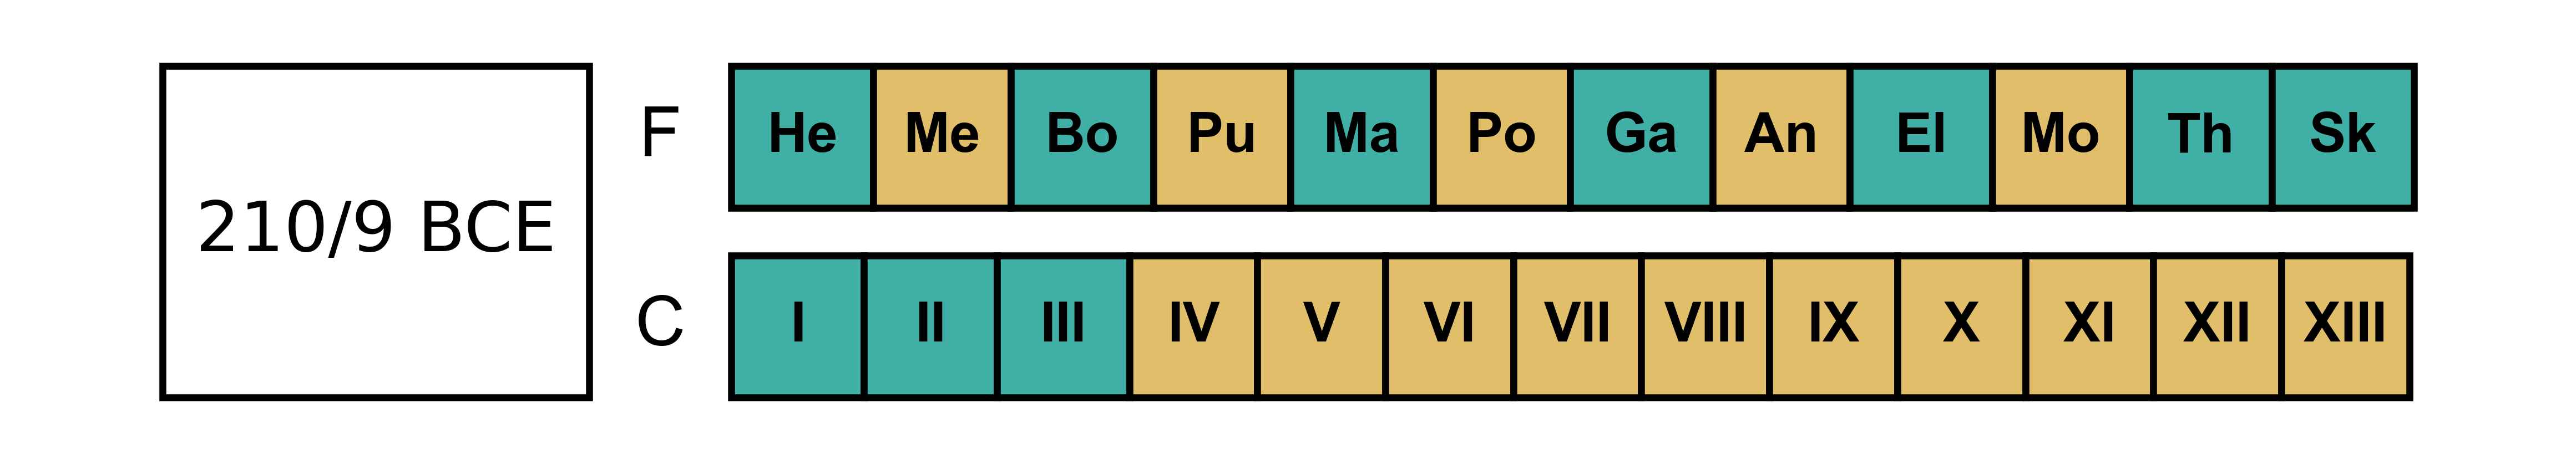 210/9 BCE
F He Me Bo Pu Ma Po Ga An El Mo Th Sk
C I II III IV V VI VII VIII IX X XI XII XIII